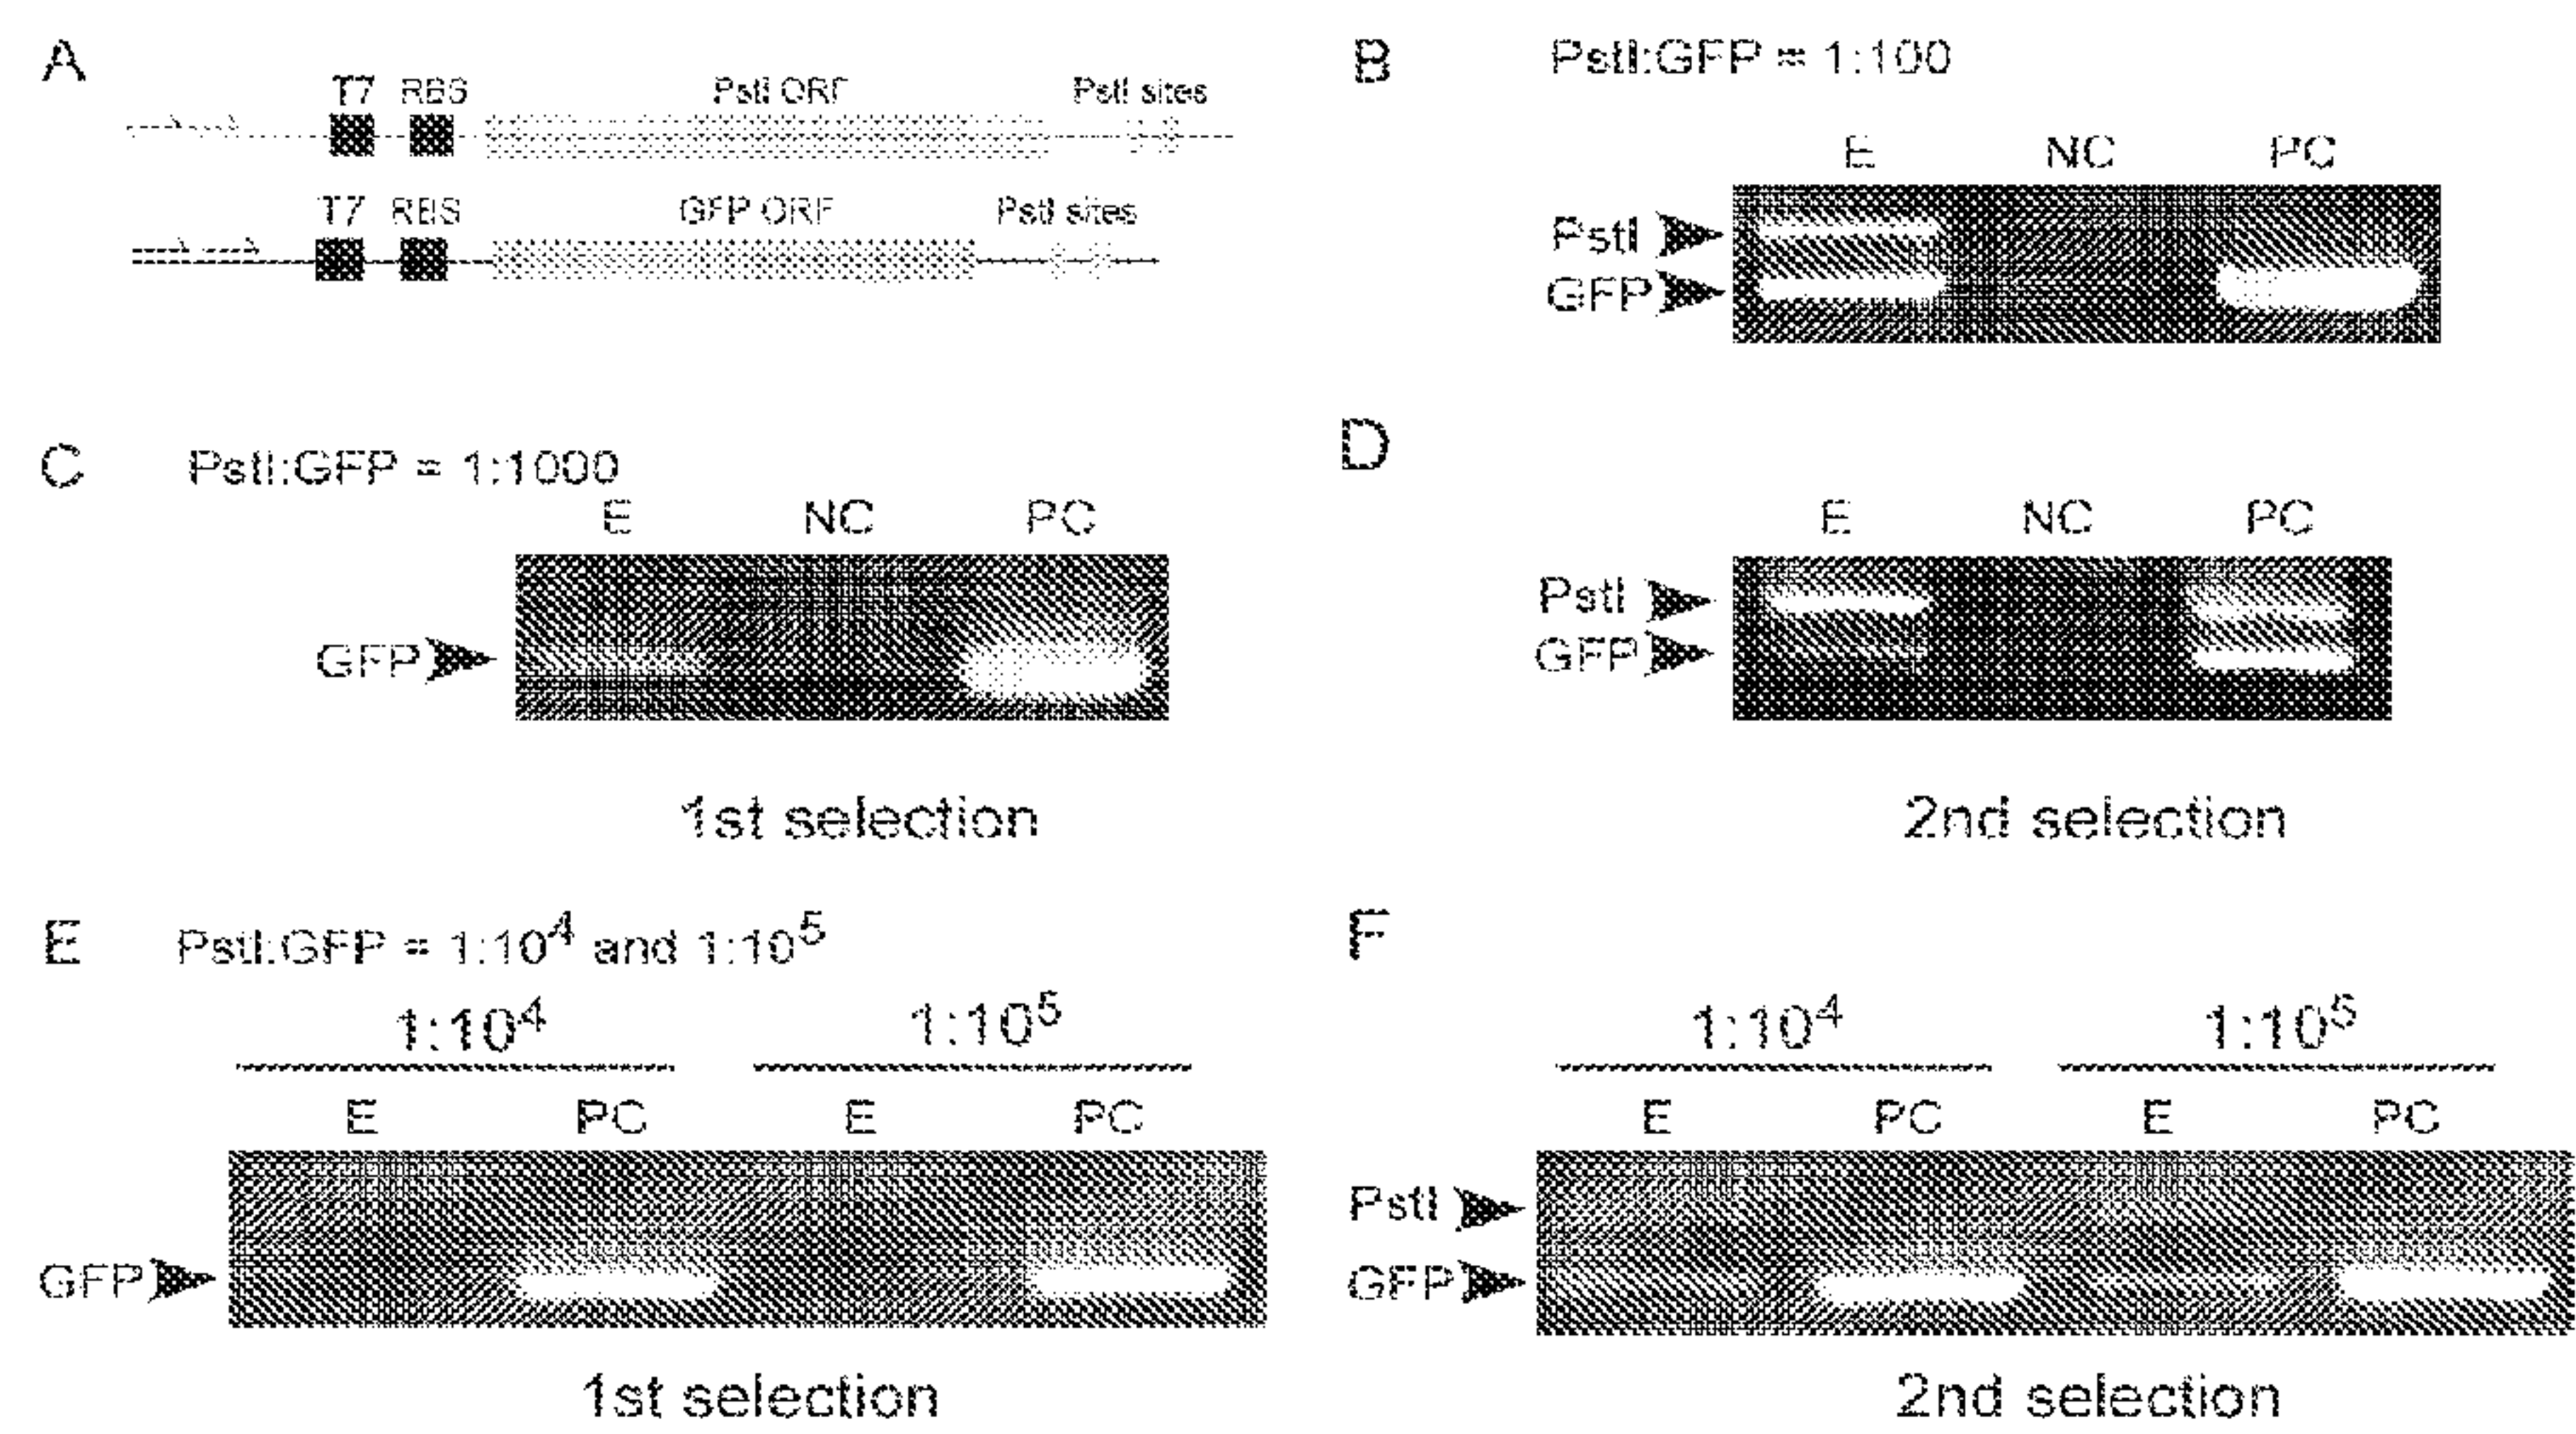 A
T7 RBS PstI ORF PstI sites
T7 RBS GFP ORF PstI sites
B PstI:GFP = 1:100
E NC PC
PstI
GFP
C PstI:GFP = 1:1000
E NC PC
GFP
1st selection
D
E NC PC
PstI
GFP
2nd selection
E PstI:GFP = 1:10⁴ and 1:10⁵
1:10⁴ 1:10⁵
E PC E PC
GFP
1st selection
F
1:10⁴ 1:10⁵
E PC E PC
PstI
GFP
2nd selection